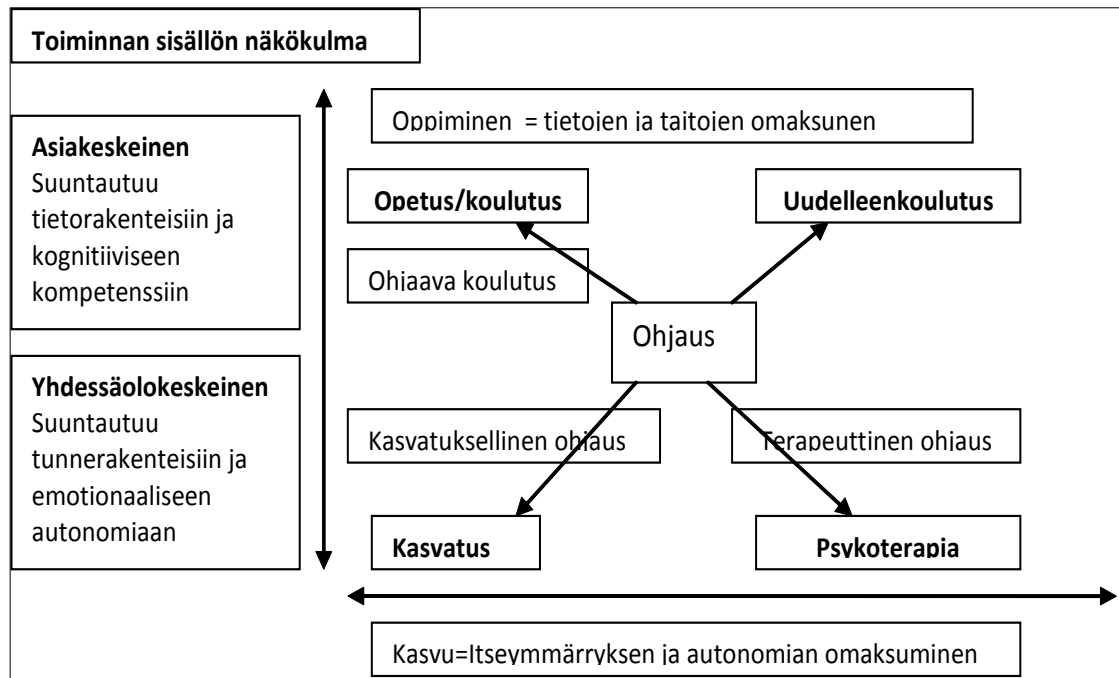 Toiminnan sisällön näkökulma
Oppiminen = tietojen ja taitojen omaksunen
Asiakeskeinen
Suuntautuu
tietorakenteisiin ja
kognitiiviseen
kompetenssiin
Opetus/koulutus
Uudelleenkoulutus
Ohjaava koulutus
Ohjaus
Yhdessäolokeskeinen
Suuntautuu
tunnerakenteisiin ja
emotionaaliseen
autonomiaan
Kasvatuksellinen ohjaus
Terapeuttinen ohjaus
Kasvatus
Psykoterapia
Kasvu=Itseymmärryksen ja autonomian omaksuminen